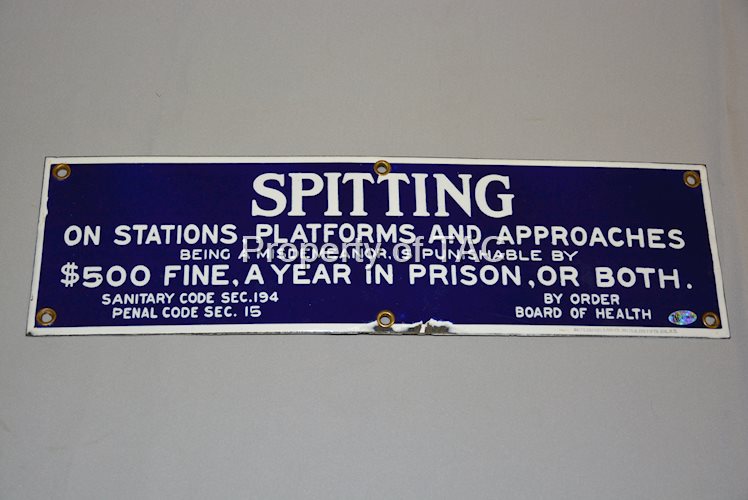 SPITTING
ON STATIONS, PLATFORMS AND APPROACHES
BEING A MISDEMEANOR, IS PUNISHABLE BY
$500 FINE, A YEAR IN PRISON, OR BOTH.
SANITARY CODE SEC. 194
PENAL CODE SEC. 15
BY ORDER
BOARD OF HEALTH
Property of TAC